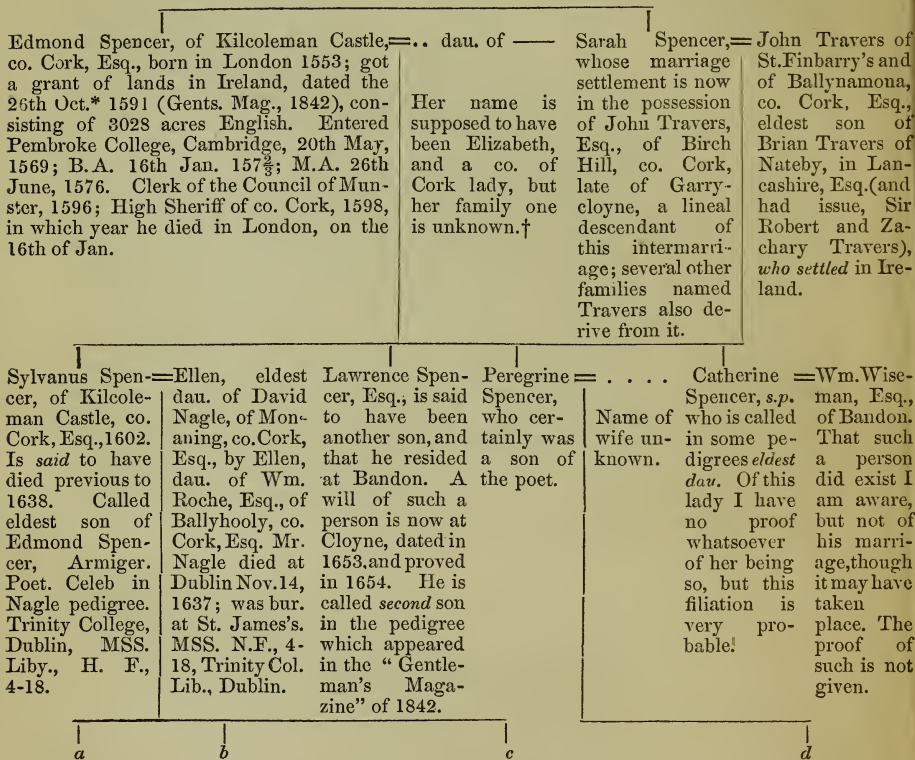 Edmond Spencer, of Kilcoleman Castle,=
co. Cork, Esq., born in London 1553; got
a grant of lands in Ireland, dated the
26th Oct.* 1591 (Gents. Mag., 1842), con-
sisting of 3028 acres English. Entered
Pembroke College, Cambridge, 20th May,
1569; B.A. 16th Jan. 157⅔; M.A. 26th
June, 1576. Clerk of the Council of Mun-
ster, 1596; High Sheriff of co. Cork, 1598,
in which year he died in London, on the
16th of Jan.
.. dau. of ——
Her name is
supposed to have
been Elizabeth,
and a co. of
Cork lady, but
her family one
is unknown.†
Sarah Spencer,=
whose marriage
settlement is now
in the possession
of John Travers,
Esq., of Birch
Hill, co. Cork,
late of Garry-
cloyne, a lineal
descendant of
this intermarri-
age; several other
families named
Travers also de-
rive from it.
John Travers of
St.Finbarry's and
of Ballynamona,
co. Cork, Esq.,
eldest son of
Brian Travers of
Nateby, in Lan-
cashire, Esq.(and
had issue, Sir
Robert and Za-
chary Travers),
who settled in Ire-
land.
Sylvanus Spen-=
cer, of Kilcole-
man Castle, co.
Cork, Esq., 1602.
Is said to have
died previous to
1638. Called
eldest son of
Edmond Spen-
cer, Armiger.
Poet. Celeb in
Nagle pedigree.
Trinity College,
Dublin, MSS.
Liby., H. F.,
4-18.
Ellen, eldest
dau. of David
Nagle, of Mon-
aning, co.Cork,
Esq., by Ellen,
dau. of Wm.
Roche, Esq., of
Ballyhooly, co.
Cork, Esq. Mr.
Nagle died at
Dublin Nov.14,
1637; was bur.
at St. James's.
MSS. N.F., 4-
18, Trinity Col.
Lib., Dublin.
Lawrence Spen-
cer, Esq., is said
to have been
another son, and
that he resided
at Bandon. A
will of such a
person is now at
Cloyne, dated in
1653.and proved
in 1654. He is
called second son
in the pedigree
which appeared
in the “ Gentle-
man's Maga-
zine” of 1842.
Peregrine =
Spencer,
who cer-
tainly was
a son of
the poet.
. . . .
Name of
wife un-
known.
Catherine =
Spencer, s.p.
who is called
in some pe-
digrees eldest
dau. Of this
lady I have
no proof
whatsoever
of her being
so, but this
filiation is
very pro-
bable.
Wm.Wise-
man, Esq.,
of Bandon.
That such
a person
did exist I
am aware,
but not of
his marri-
age,though
it may have
taken
place. The
proof of
such is not
given.
a b c d